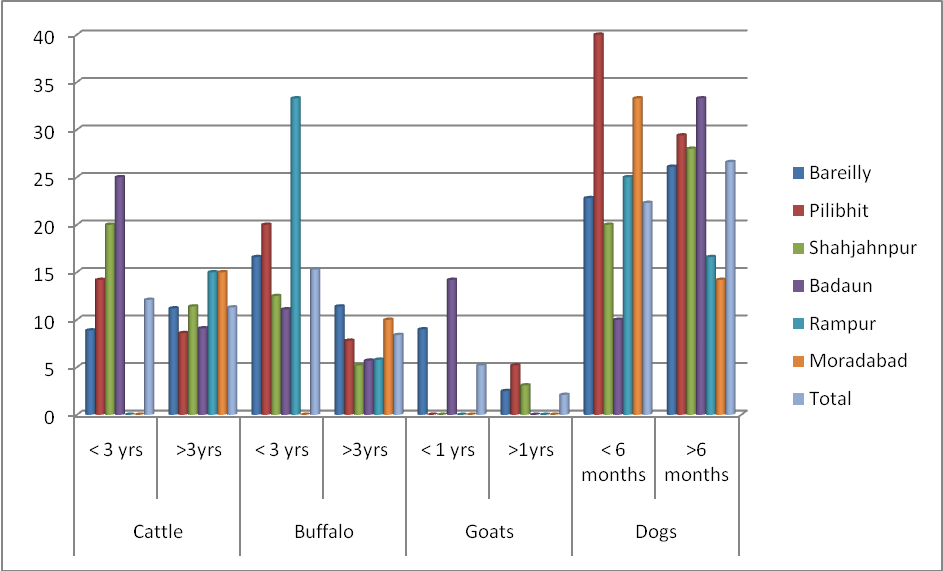 40
35
30
25
20
15
10
5
0
< 3 yrs >3yrs < 3 yrs >3yrs < 1 yrs >1yrs < 6 months >6 months
Cattle Buffalo Goats Dogs
Bareilly
Pilibhit
Shahjahnpur
Badaun
Rampur
Moradabad
Total